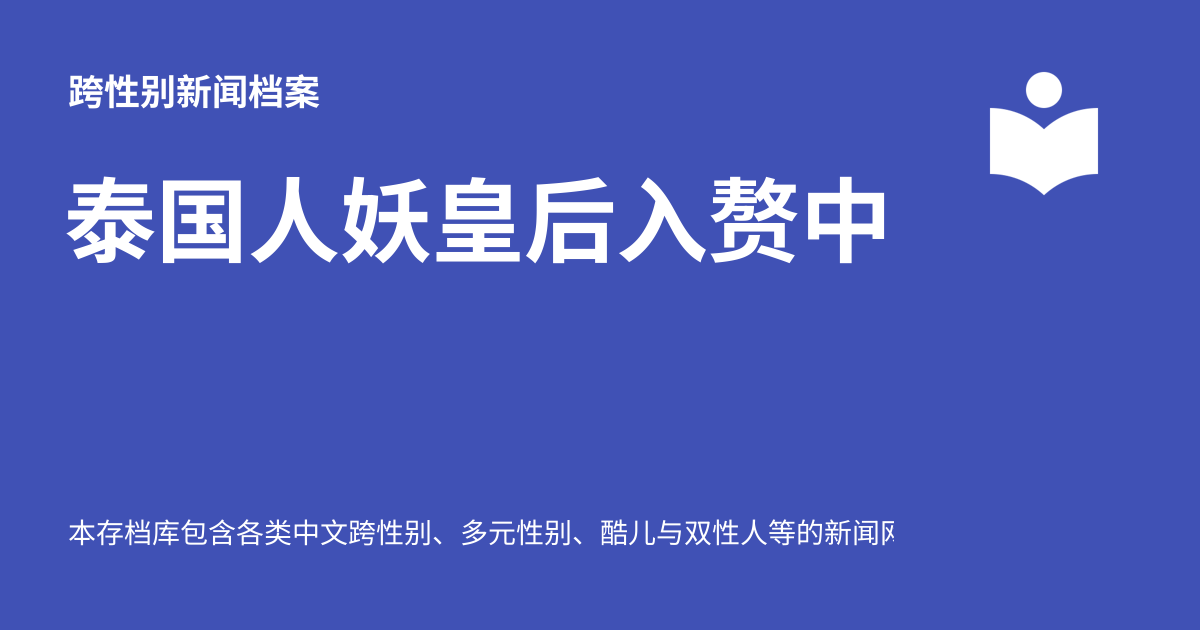 跨性别新闻档案
泰国人妖皇后入赘中
本存档库包含各类中文跨性别、多元性别、酷儿与双性人等的新闻